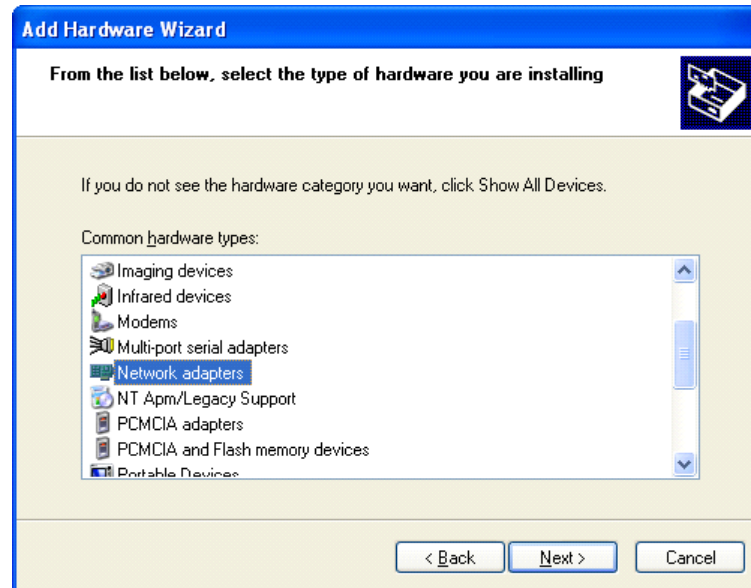 Add Hardware Wizard
From the list below, select the type of hardware you are installing
If you do not see the hardware category you want, click Show All Devices.
Common hardware types:
Imaging devices
Infrared devices
Modems
Multi-port serial adapters
Network adapters
NT Apm/Legacy Support
PCMCIA adapters
PCMCIA and Flash memory devices
Portable Devices
< Back Next > Cancel